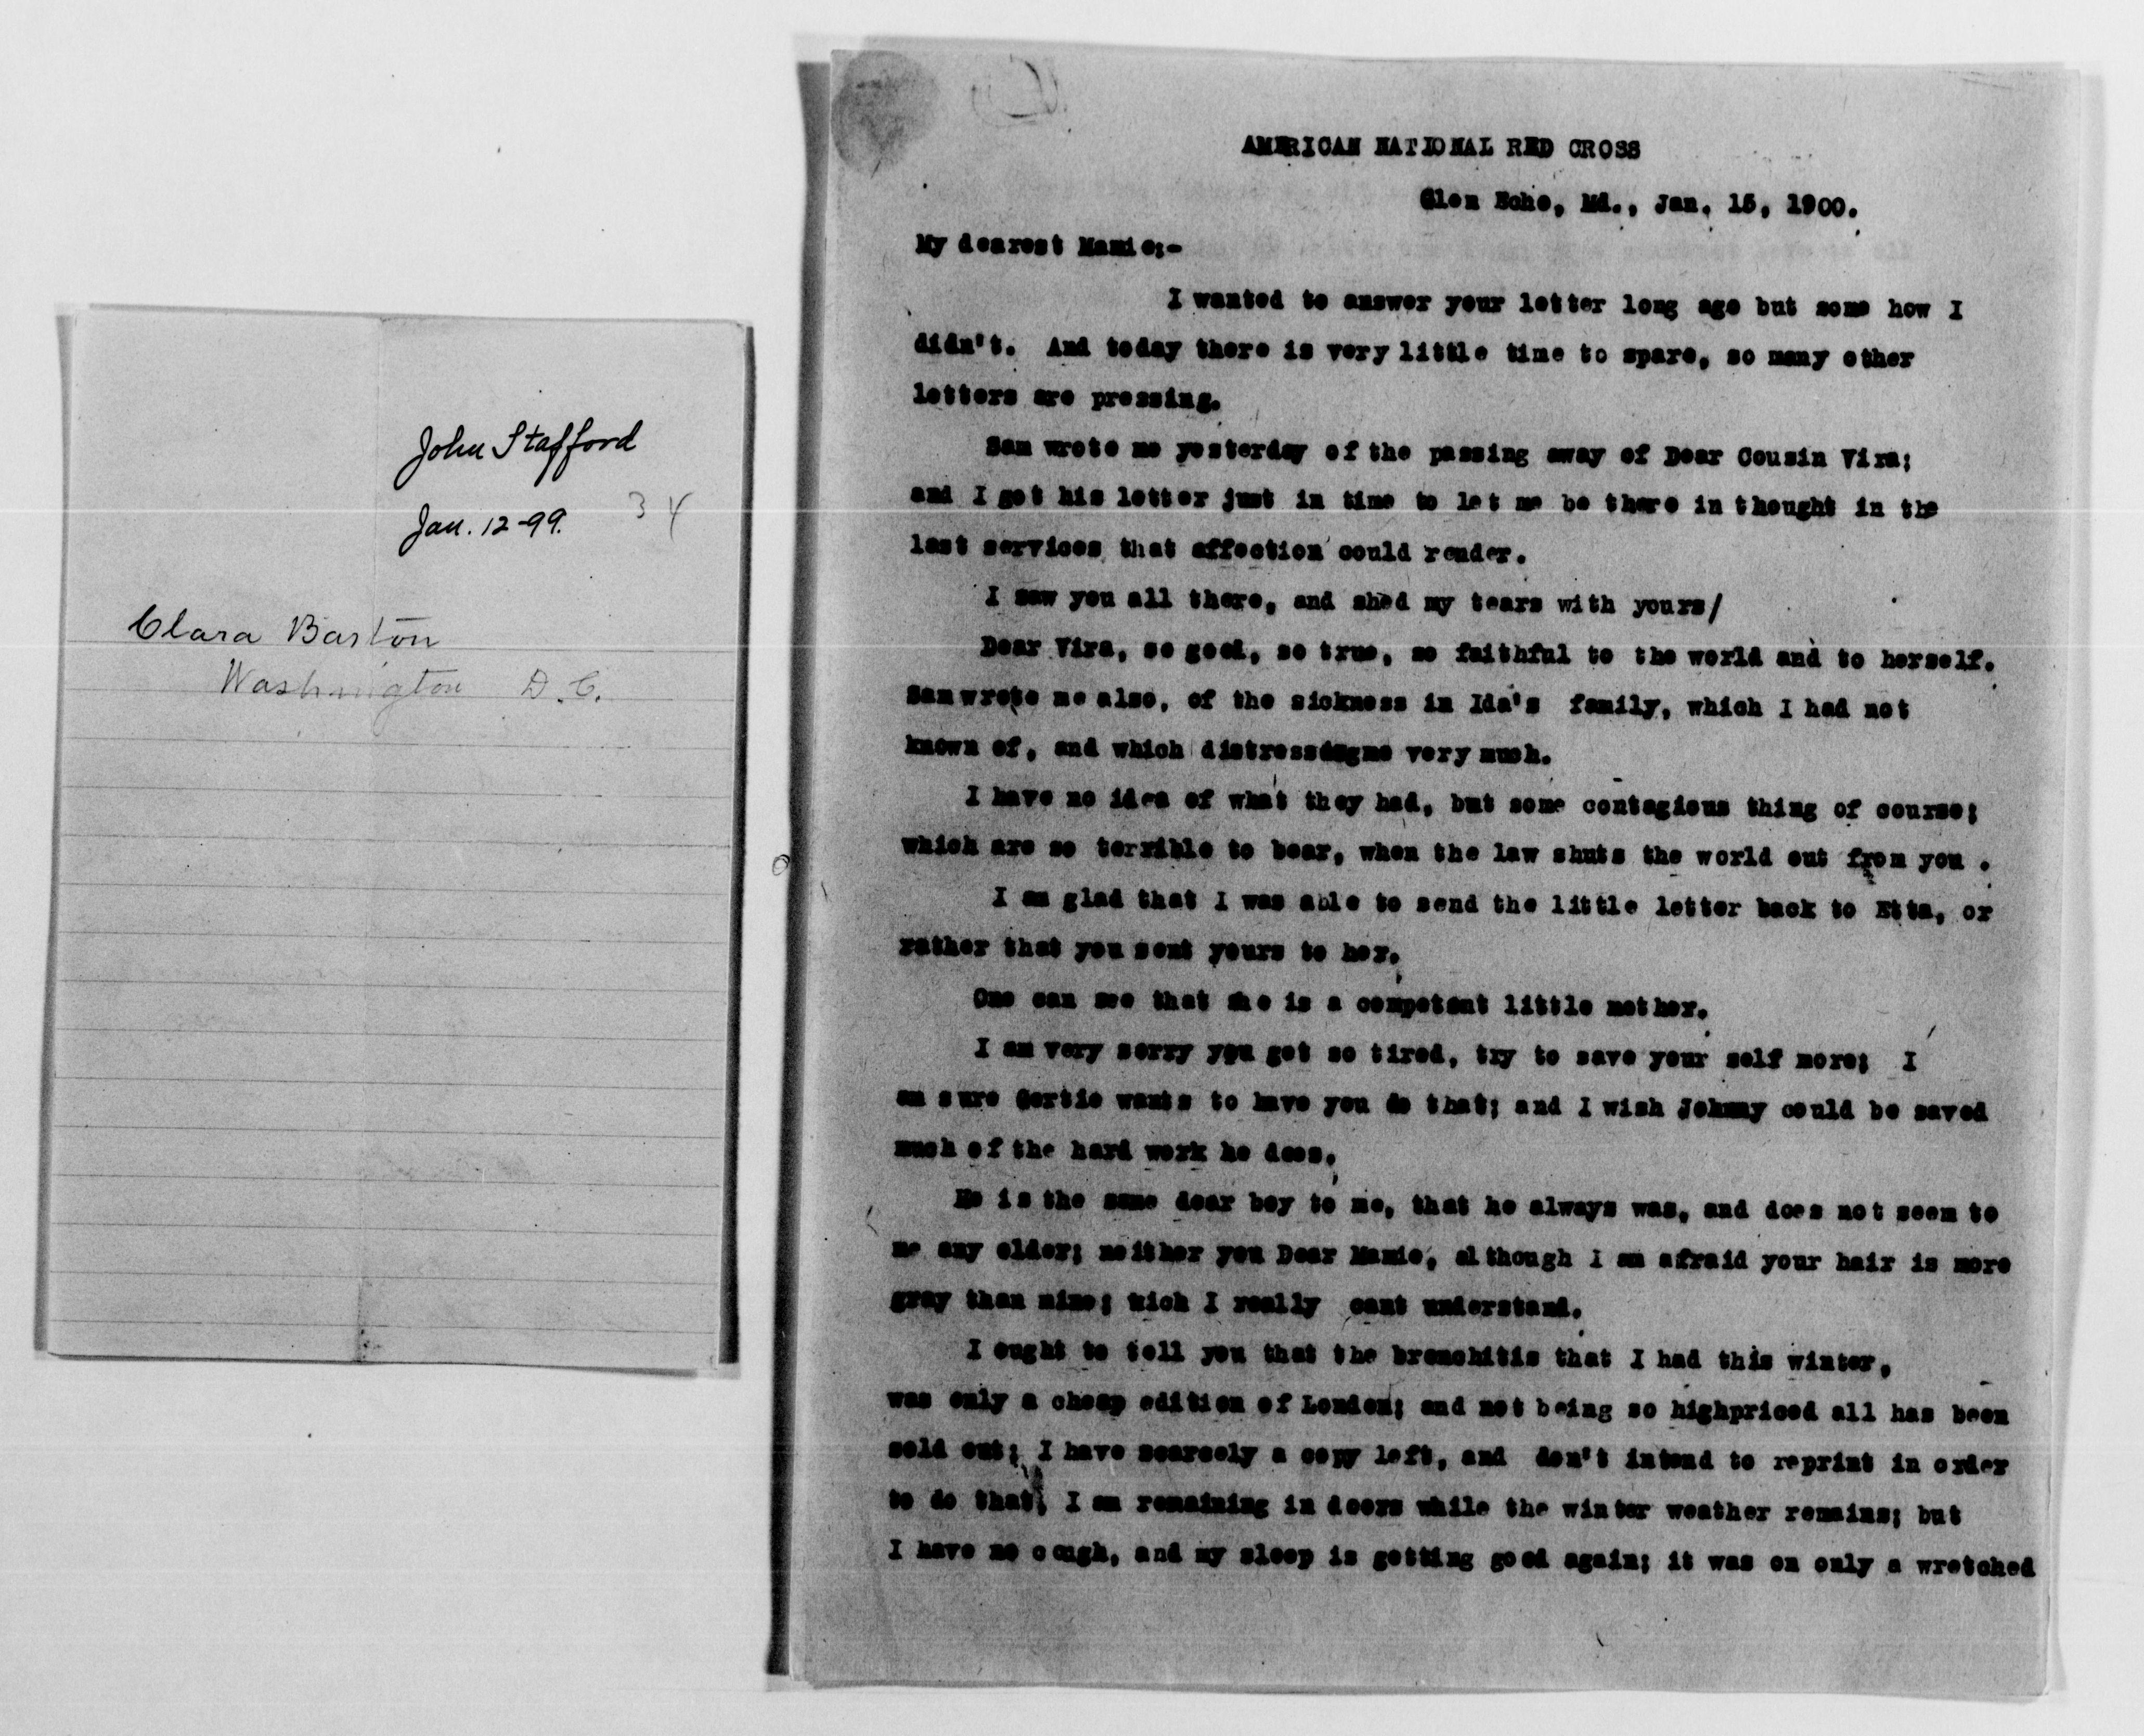 John Stafford
Jan. 12-99.
34
Clara Barton
Washington D.C.
AMERICAN NATIONAL RED CROSS
Glen Echo, Md., Jan. 15, 1900.
My dearest Mamie;-
I wanted to answer your letter long ago but some how I
didn't. And today there is very little time to spare, so many other
letters are pressing.
Sam wrote me yesterday of the passing away of Dear Cousin Vira;
and I got his letter just in time to let me be there in thought in the
last services that affection could render.
I saw you all there, and shed my tears with yours/
Dear Vira, so good, so true, so faithful to the world and to herself.
Sam wrote me also, of the sickness in Ida's family, which I had not
known of, and which me very much.
I have no idea of what they had, but some contagious thing of course;
which are so terrible to bear, when the law shuts the world out from you .
I am glad that I was able to send the little letter back to Etta, or
rather that you sent yours to her.
One can see that she is a competent little mother.
I am very sorry you get so tired, try to save your self more; I
am sure Gertie wants to have you do that; and I wish Johnny could be saved
much of the hard work he does.
He is the same dear boy to me, that he always was, and does not seem to
me any older; neither you Dear Mamie, although I am afraid your hair is more
gray than mine; wich I really cant understand.
I ought to tell you that the bronchitis that I had this winter,
was only a cheap edition of London; and not being so highpriced all has been
sold out; I have scarcely a copy left, and don't intend to reprint in order
to do that, I am remaining in doors while the winter weather remains; but
I have no cough, and my sleep is getting good again; it was on only a wretched